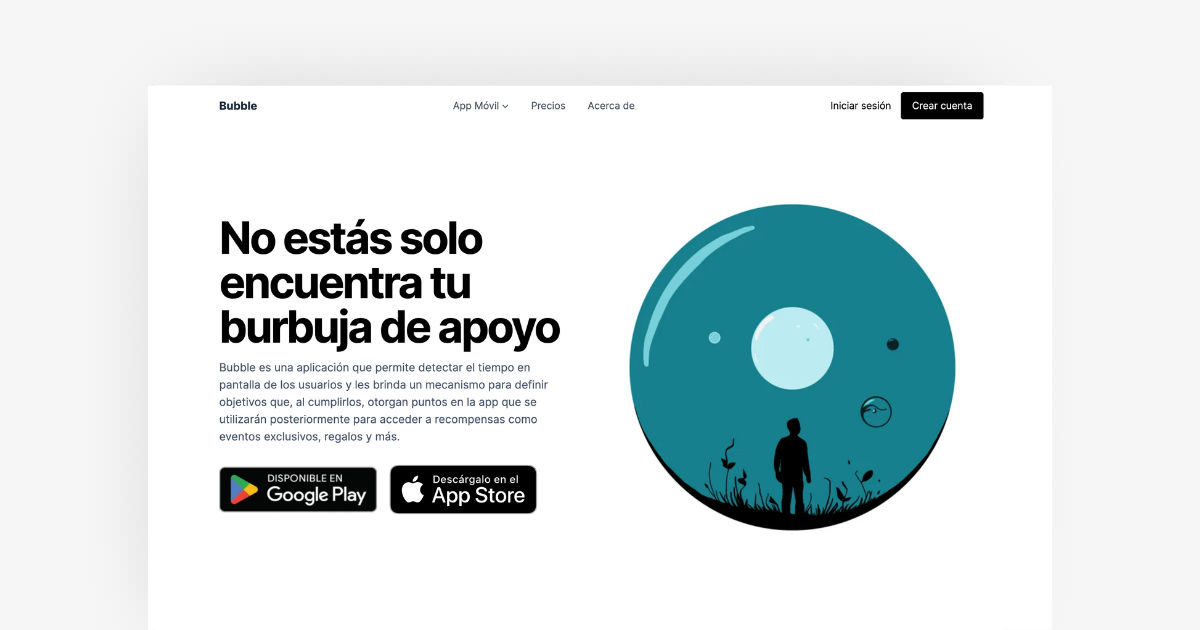 Bubble
App Móvil
Precios
Acerca de
Iniciar sesión
Crear cuenta
No estás solo
encuentra tu
burbuja de apoyo
Bubble es una aplicación que permite detectar el tiempo en
pantalla de los usuarios y les brinda un mecanismo para definir
objetivos que, al cumplirlos, otorgan puntos en la app que se
utilizarán posteriormente para acceder a recompensas como
eventos exclusivos, regalos y más.
DISPONIBLE EN
Google Play
Descárgalo en el
App Store